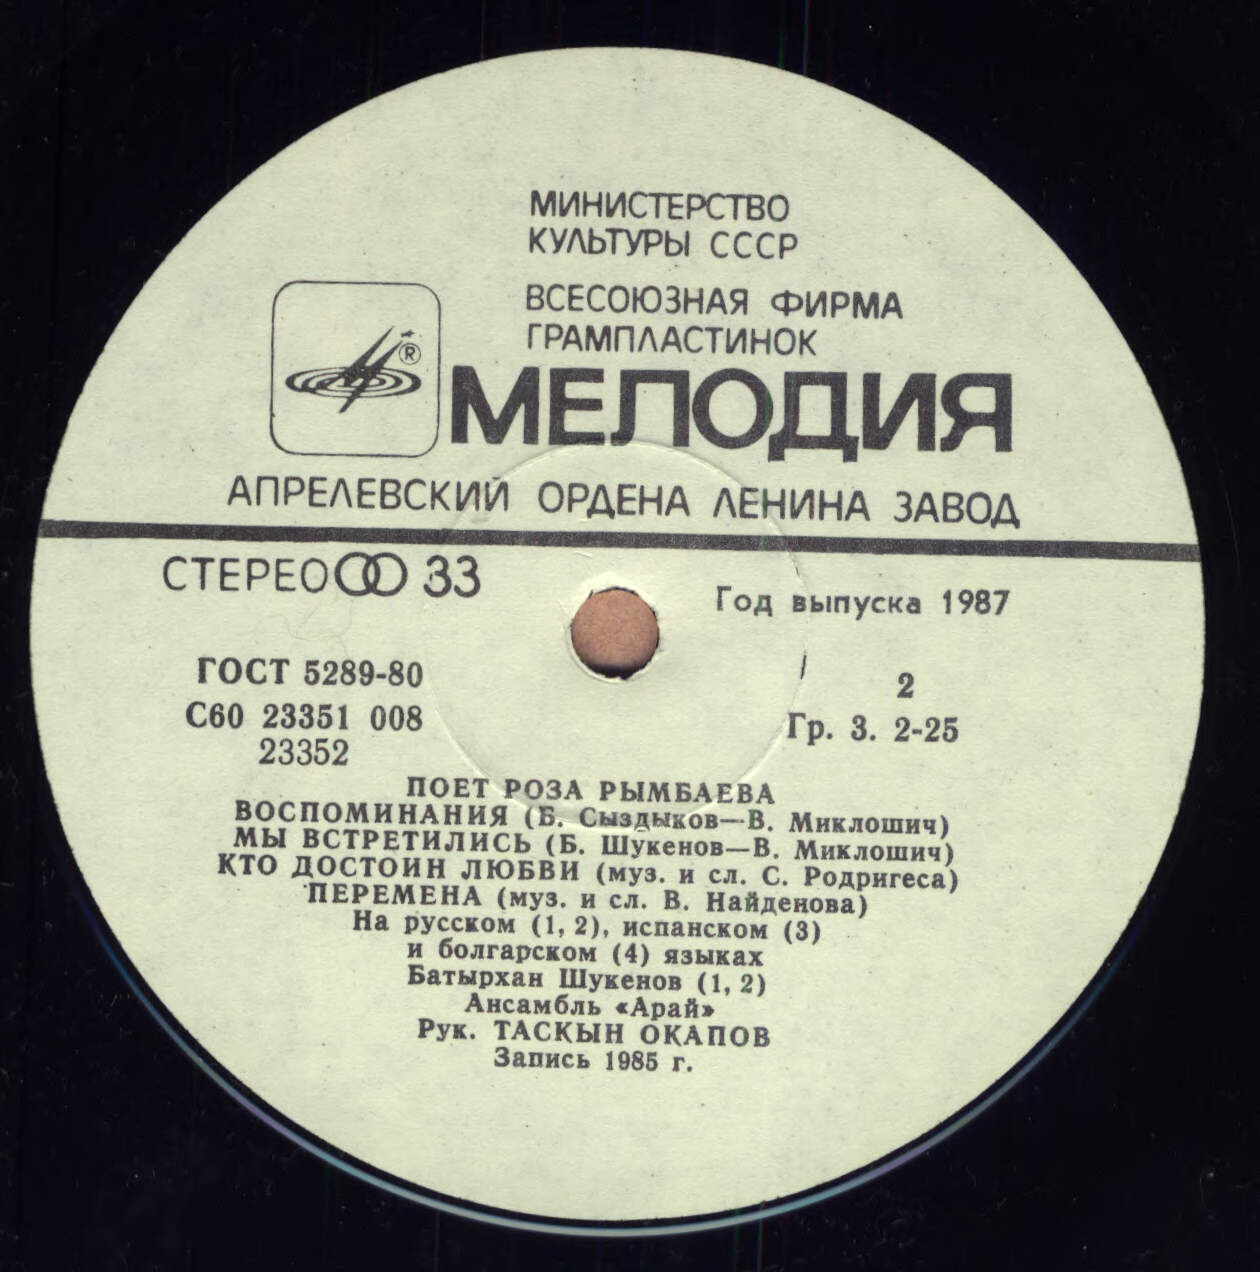 МИНИСТЕРСТВО
КУЛЬТУРЫ СССР
ВСЕСОЮЗНАЯ ФИРМА
ГРАМПЛАСТИНОК
®
МЕЛОДИЯ
АПРЕЛЕВСКИЙ ОРДЕНА ЛЕНИНА ЗАВОД
СТЕРЕО 33
Год выпуска 1987
ГОСТ 5289-80
2
С60 23351 008
Гр. 3. 2-25
23352
ПОЕТ РОЗА РЫМБАЕВА
ВОСПОМИНАНИЯ (Б. Сыздыков—В. Миклошич)
МЫ ВСТРЕТИЛИСЬ (Б. Шукенов—В. Миклошич)
КТО ДОСТОИН ЛЮБВИ (муз. и сл. С. Родригеса)
ПЕРЕМЕНА (муз. и сл. В. Найденова)
На русском (1, 2), испанском (3)
и болгарском (4) языках
Батырхан Шукенов (1, 2)
Ансамбль «Арай»
Рук. ТАСКЫН ОКАПОВ
Запись 1985 г.